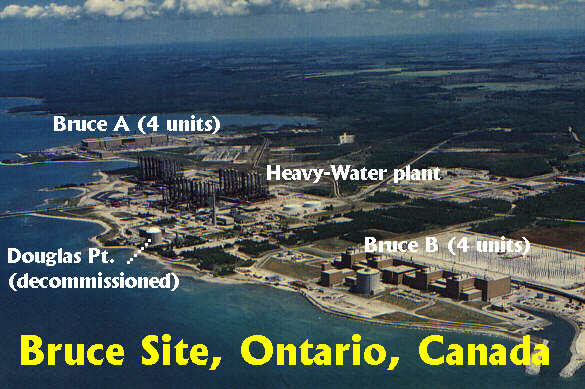 Bruce A (4 units)
Heavy-Water plant
Bruce B (4 units)
Douglas Pt.
(decommissioned)
Bruce Site, Ontario, Canada